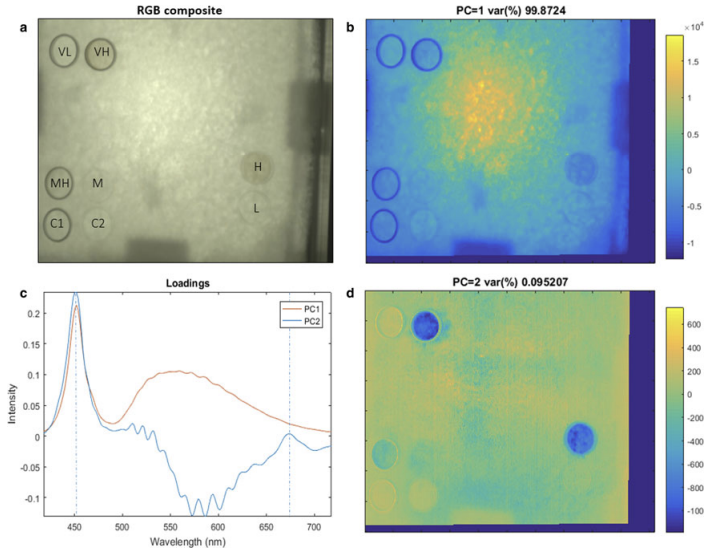 a
RGB composite
VL
VH
H
MH
M
L
C1
C2
b
PC=1 var(%) 99.8724
×10⁴
1.5
1
0.5
0
-0.5
-1
c
Loadings
PC1
PC2
0.2
0.15
0.1
0.05
0
-0.05
-0.1
Intensity
450
500
550
600
650
700
Wavelength (nm)
d
PC=2 var(%) 0.095207
600
400
200
0
-200
-400
-600
-800
-100